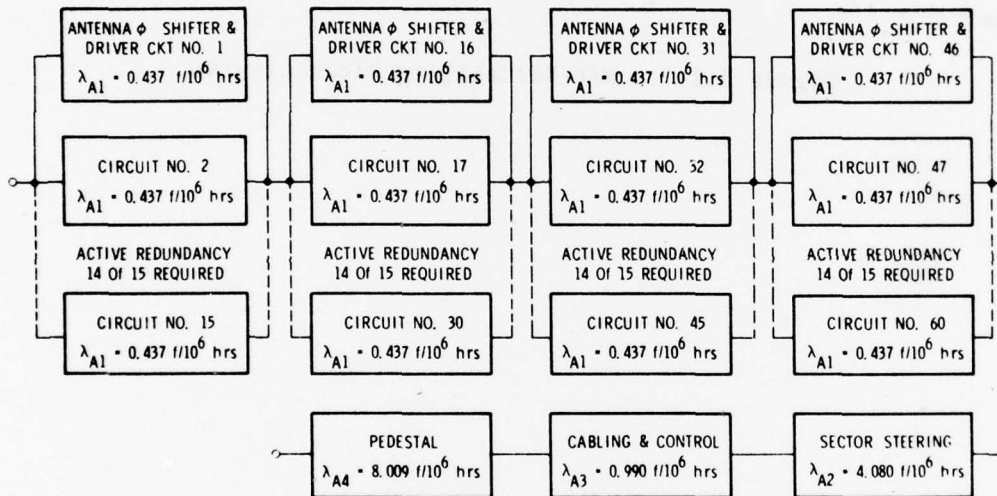 ANTENNA ϕ SHIFTER &
DRIVER CKT NO. 1
λA1 = 0.437 f/10⁶ hrs
ANTENNA ϕ SHIFTER &
DRIVER CKT NO. 16
λA1 = 0.437 f/10⁶ hrs
ANTENNA ϕ SHIFTER &
DRIVER CKT NO. 31
λA1 = 0.437 f/10⁶ hrs
ANTENNA ϕ SHIFTER &
DRIVER CKT NO. 46
λA1 = 0.437 f/10⁶ hrs
CIRCUIT NO. 2
λA1 = 0.437 f/10⁶ hrs
CIRCUIT NO. 17
λA1 = 0.437 f/10⁶ hrs
CIRCUIT NO. 32
λA1 = 0.437 f/10⁶ hrs
CIRCUIT NO. 47
λA1 = 0.437 f/10⁶ hrs
ACTIVE REDUNDANCY
14 Of 15 REQUIRED
ACTIVE REDUNDANCY
14 Of 15 REQUIRED
ACTIVE REDUNDANCY
14 Of 15 REQUIRED
ACTIVE REDUNDANCY
14 Of 15 REQUIRED
CIRCUIT NO. 15
λA1 = 0.437 f/10⁶ hrs
CIRCUIT NO. 30
λA1 = 0.437 f/10⁶ hrs
CIRCUIT NO. 45
λA1 = 0.437 f/10⁶ hrs
CIRCUIT NO. 60
λA1 = 0.437 f/10⁶ hrs
PEDESTAL
λA4 = 8.009 f/10⁶ hrs
CABLING & CONTROL
λA3 = 0.990 f/10⁶ hrs
SECTOR STEERING
λA2 = 4.080 f/10⁶ hrs